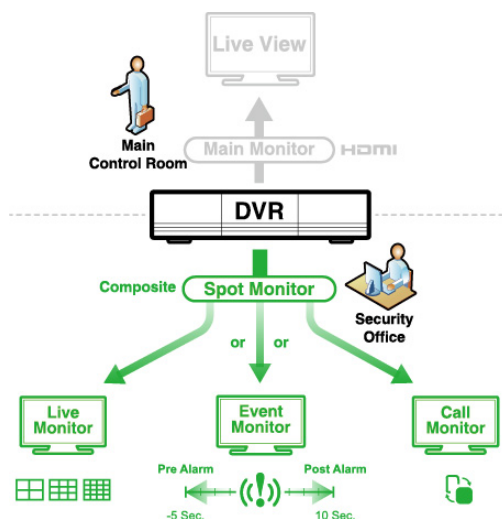 Live View
Main
Control Room
Main Monitor
HDMI
DVR
Composite
Spot Monitor
Security
Office
or
or
Live
Monitor
Event
Monitor
Call
Monitor
Pre Alarm
Post Alarm
-5 Sec.
10 Sec.